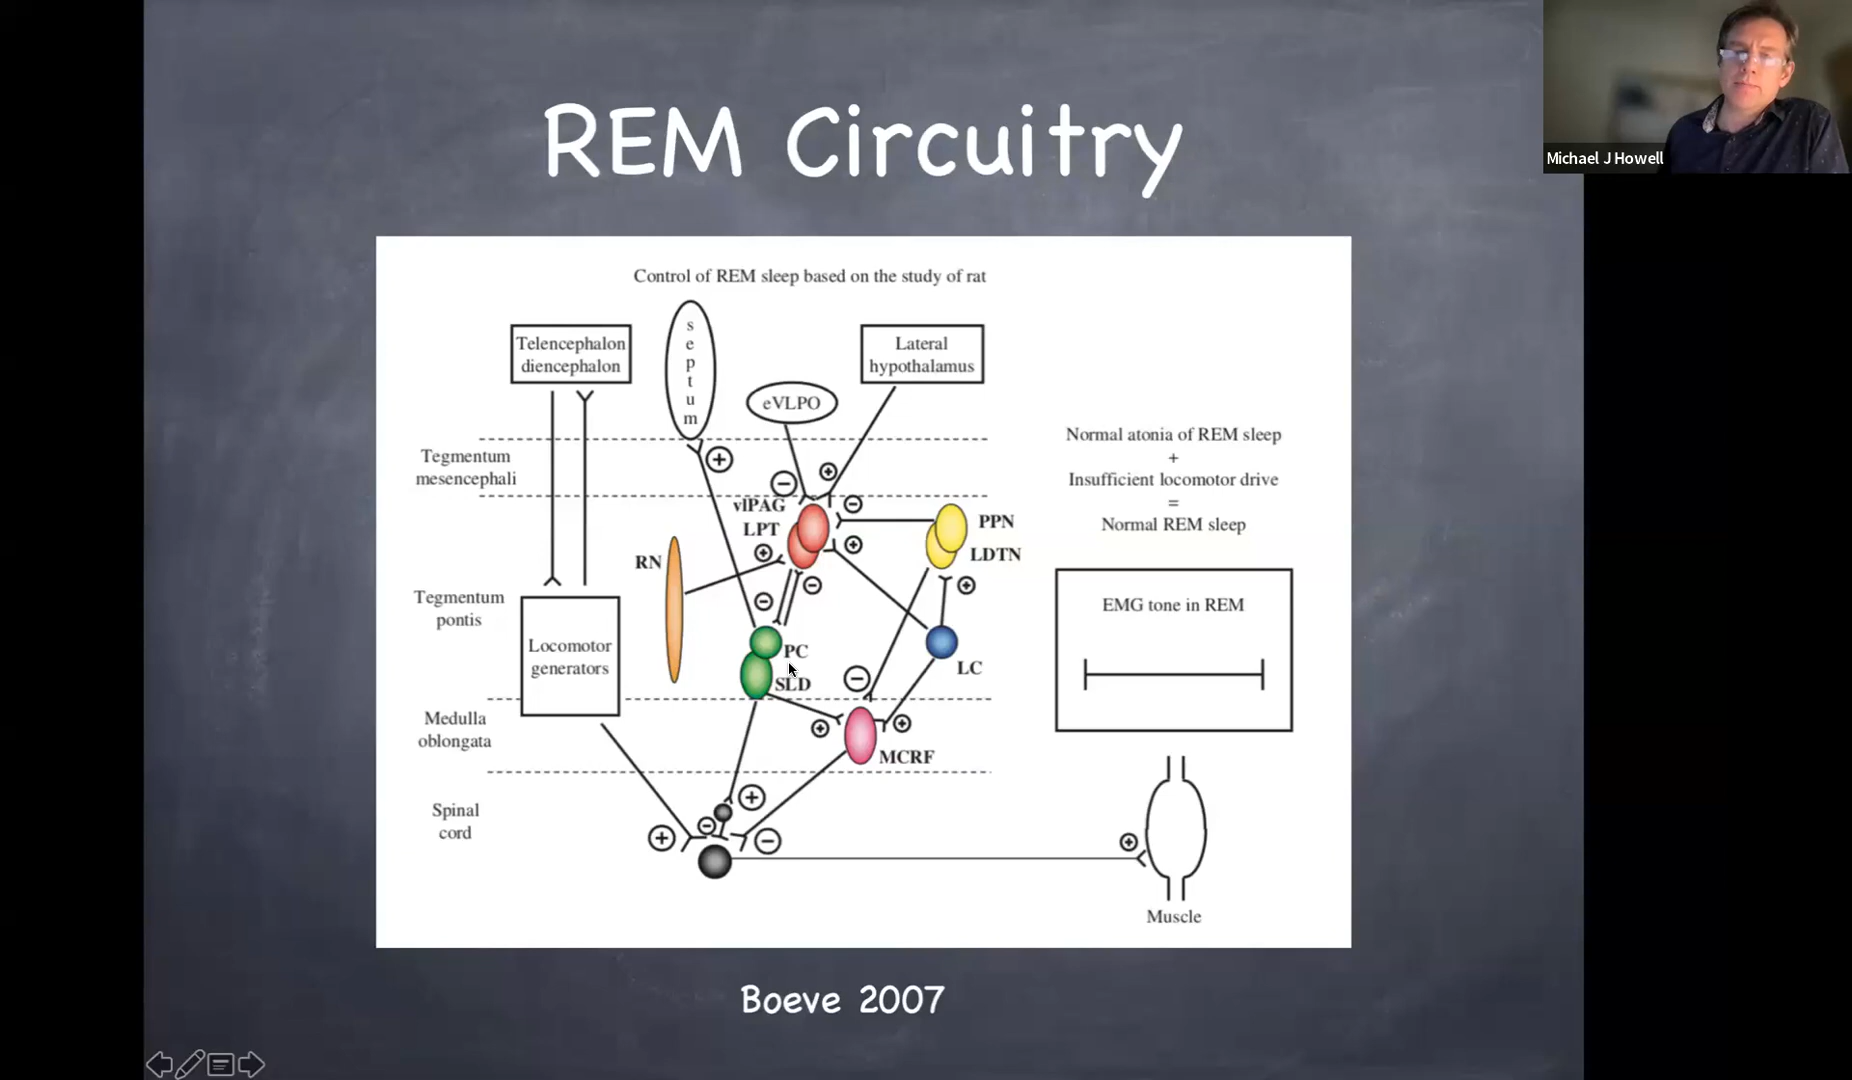 REM Circuitry
Michael J Howell
Control of REM sleep based on the study of rat
Telencephalon
diencephalon
septum
eVLPO
Lateral
hypothalamus
Tegmentum
mesencephali
+
−
+
vlPAG
−
LPT
+
−
+
PPN
LDTN
RN
+
−
−
Tegmentum
pontis
Locomotor
generators
PC
SLD
LC
−
Medulla
oblongata
+
+
MCRF
Spinal
cord
+
+
−
−
Normal atonia of REM sleep
+
Insufficient locomotor drive
=
Normal REM sleep
EMG tone in REM
+
Muscle
Boeve 2007